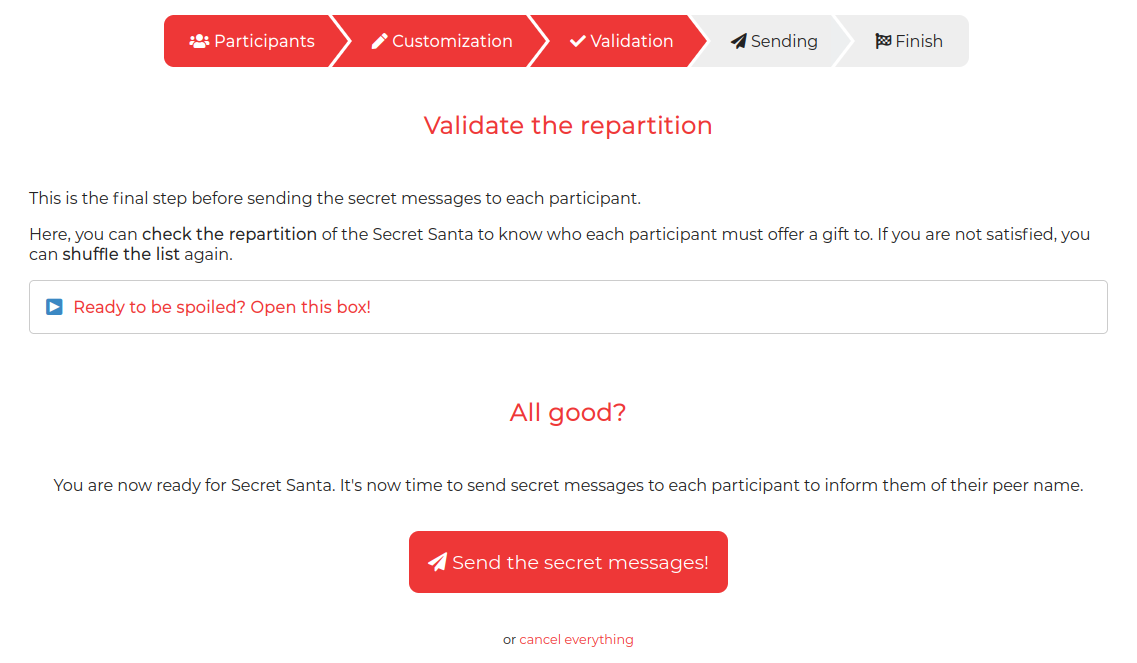 Participants
Customization
Validation
Sending
Finish
Validate the repartition
This is the final step before sending the secret messages to each participant.
Here, you can check the repartition of the Secret Santa to know who each participant must offer a gift to. If you are not satisfied, you
can shuffle the list again.
Ready to be spoiled? Open this box!
All good?
You are now ready for Secret Santa. It's now time to send secret messages to each participant to inform them of their peer name.
Send the secret messages!
or cancel everything